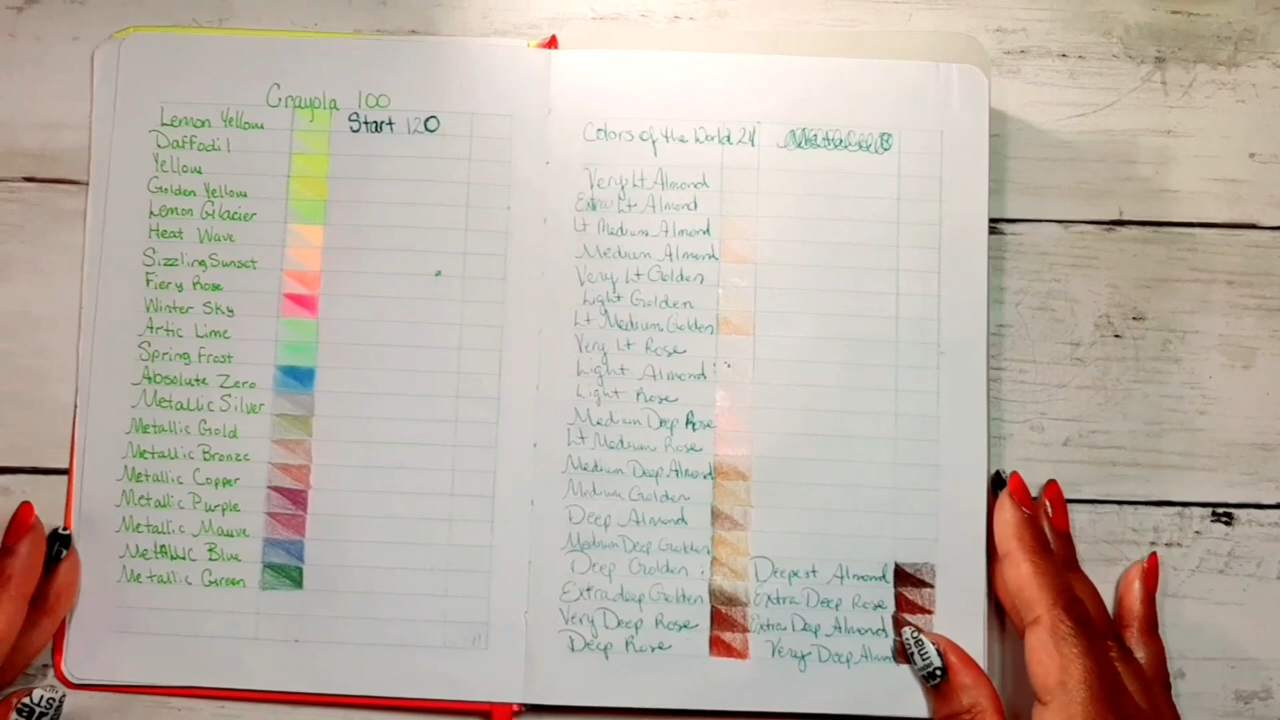 Crayola 100
Lemon Yellow
Start 120
Daffodil
Yellow
Golden Yellow
Lemon Glacier
Heat Wave
Sizzling Sunset
Fiery Rose
Winter Sky
Artic Lime
Spring Frost
Absolute Zero
Metallic Silver
Metallic Gold
Metallic Bronze
Metallic Copper
Metallic Purple
Metallic Mauve
Metallic Blue
Metallic Green
Colors of the World 24
Very Lt Almond
Extra Lt Almond
Lt Medium Almond
Medium Almond
Very Lt Golden
Light Golden
Lt Medium Golden
Very Lt Rose
Light Almond
Light Rose
Medium Deep Rose
Lt Medium Rose
Medium Deep Almond
Medium Golden
Deep Almond
Medium Deep Golden
Deep Golden
Extra deep Golden
Very Deep Rose
Deep Rose
Deepest Almond
Extra Deep Rose
Extra Deep Almond
Very Deep Almon